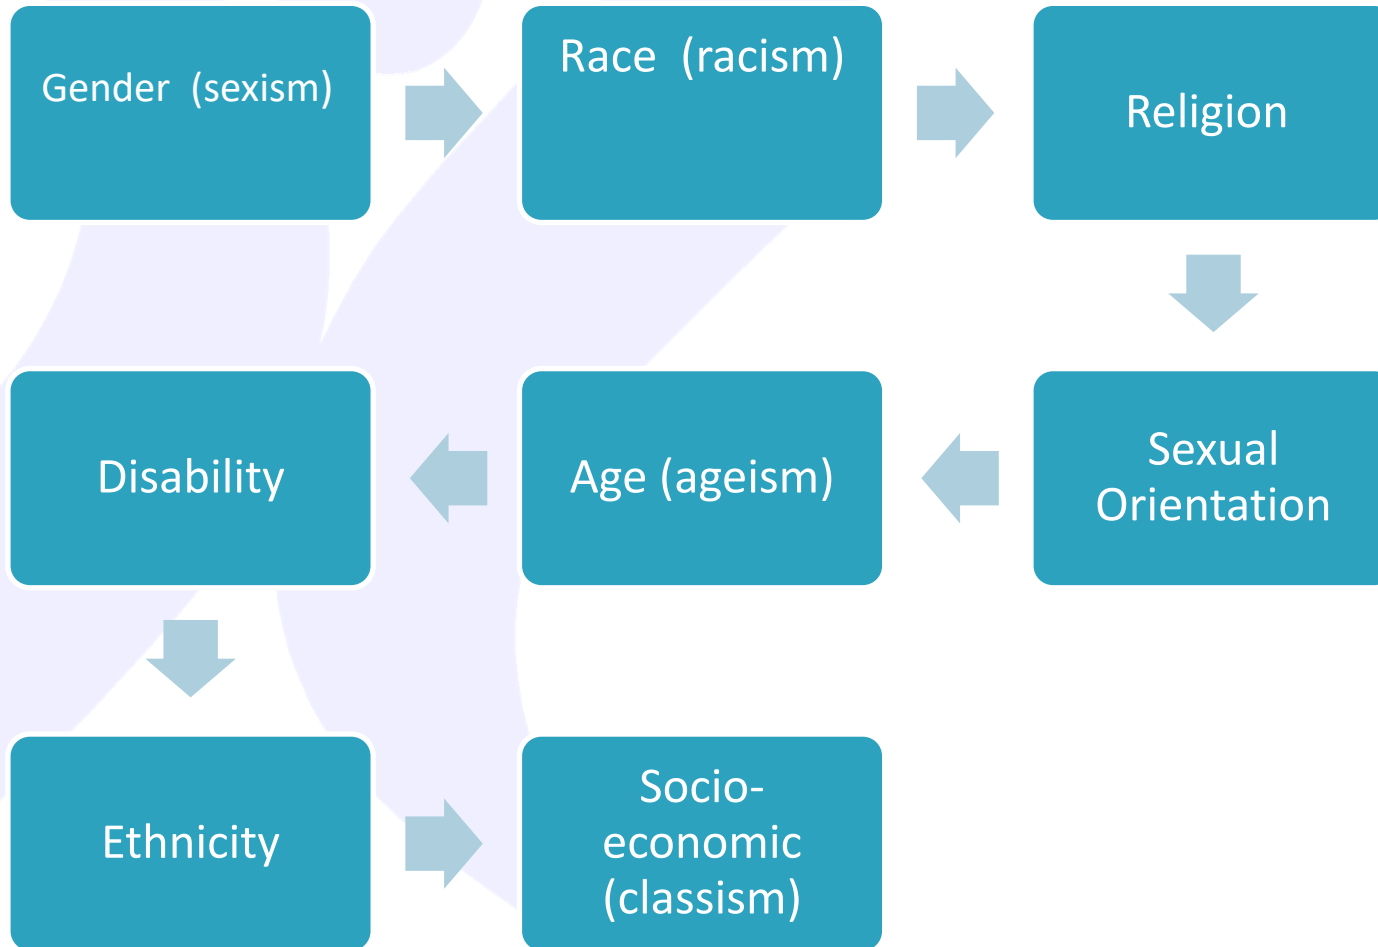 Gender  (sexism)
Race  (racism)
Religion
Sexual
Orientation
Age (ageism)
Disability
Ethnicity
Socio-
economic
(classism)